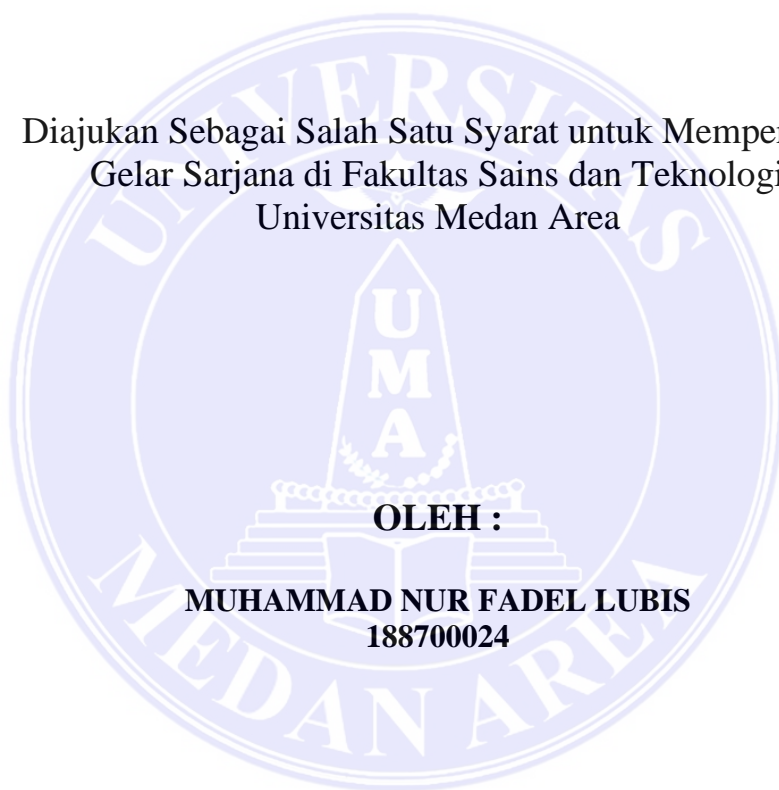 Diajukan Sebagai Salah Satu Syarat untuk
Gelar Sarjana di Fakultas Sains dan Teknologi
Universitas Medan Area
UNIVERSITAS
UMA
OLEH :
MUHAMMAD NUR FADEL LUBIS
188700024
MEDAN AREA